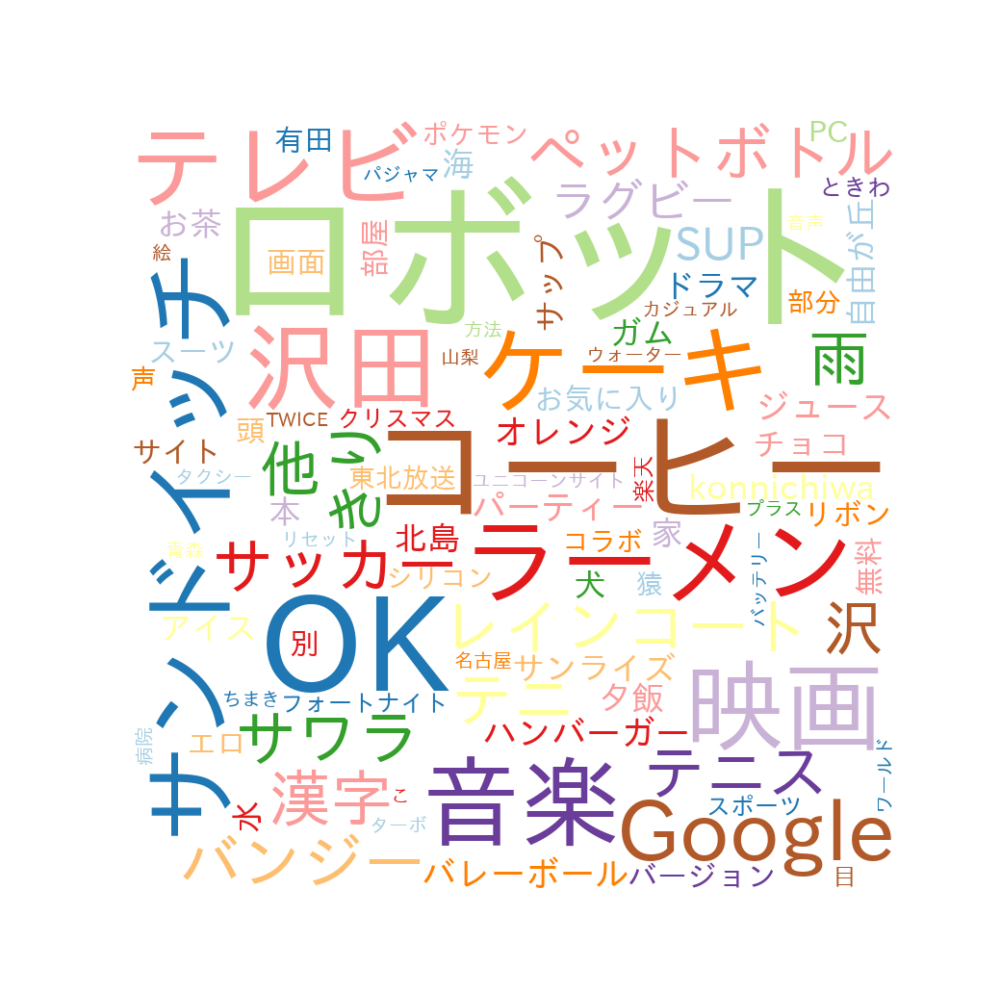 テレビ
有田
ポケモン
ペットボトル
PC
パジャマ
海
ときわ
お茶
ラグビー
音声
絵
画面
部屋
ロボット
サップ
SUP
自由が丘
ドラマ
部分
カジュアル
サンドイッチ
スーツ
沢田
方法
山梨
ガム
ウォーター
ケーキ
雨
声
お気に入り
ジュース
頭
TWICE
クリスマス
オレンジ
チョコ
サイト
他
きり
コーヒー
タクシー
東北放送
ユニコーンサイト
楽天
konnichiwa
本
パーティー
プラス
リボン
リセット
北島
コラボ
家
青森
サッカー
ラーメン
無料
シリコン
犬
猿
バッテリー
OK
アイス
別
レインコート
沢
名古屋
サンライズ
ちまき
フォートナイト
テニ
夕飯
映画
病院
エロ
サワラ
ハンバーガー
ワールド
漢字
こ
音楽
テニス
水
ターボ
スポーツ
Google
バンジー
バレーボール
バージョン
目